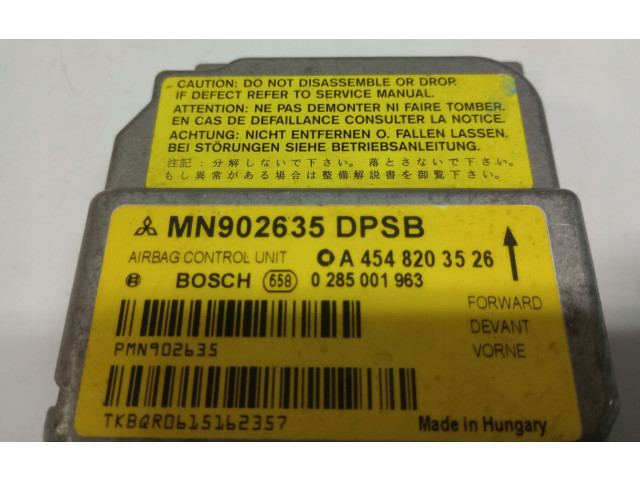 CAUTION: DO NOT DISASSEMBLE OR DROP.
IF DEFECT REFER TO SERVICE MANUAL.
ATTENTION: NE PAS DEMONTER NI FAIRE TOMBER.
EN CAS DE DEFAILLANCE CONSULTER LA NOTICE.
ACHTUNG: NICHT ENTFERNEN O. FALLEN LASSEN.
BEI STÖRUNGEN SIEHE BETRIEBSANLEITUNG.
注記：分解しないで下さい。落とさないで下さい。
もし異常がある場合は整備解説書を御覧下さい。
MN902635 DPSB
AIRBAG CONTROL UNIT A 454 820 35 26
BOSCH 658 0 285 001 963
FORWARD
DEVANT
VORNE
PMN902635
TKBQR0615162357
Made in Hungary